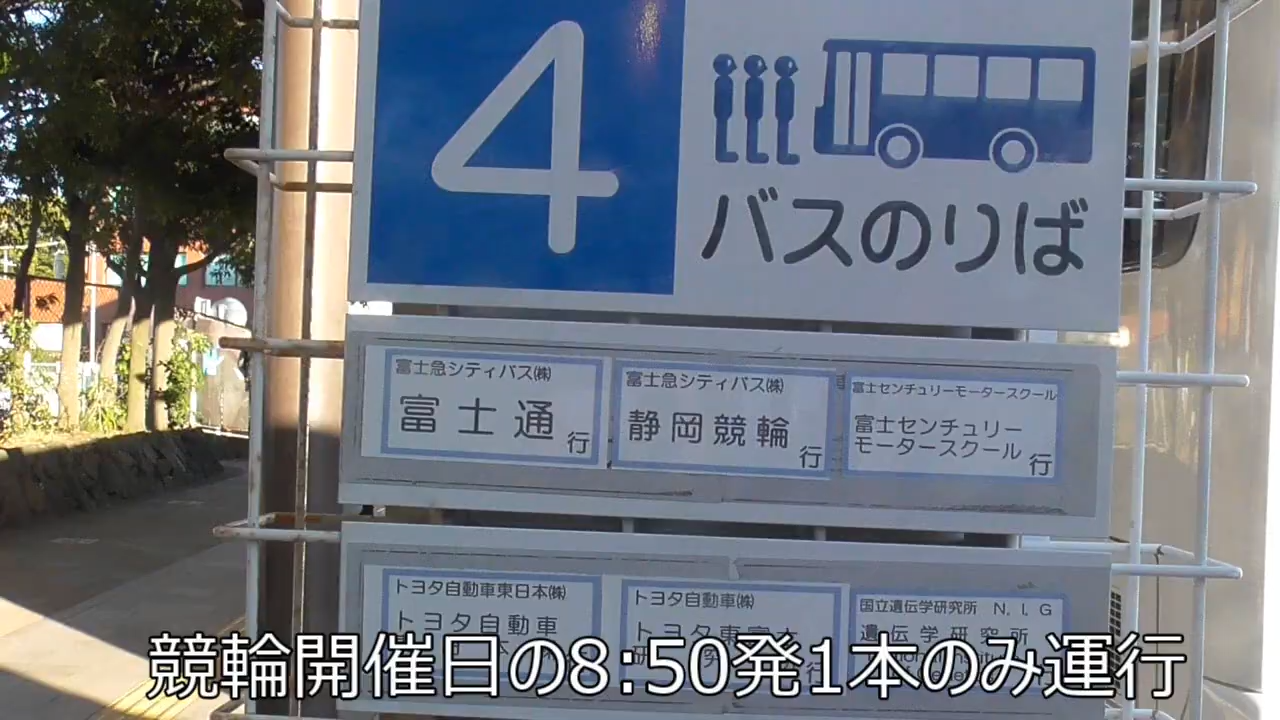 4
バスのりば
富士急シティバス㈱
富士通
行
富士急シティバス㈱
静岡競輪
行
富士センチュリーモータースクール
富士センチュリー
モータースクール
行
トヨタ自動車東日本㈱
トヨタ自動車
トヨタ自動車㈱
トヨタ東富士
国立遺伝学研究所 N.I.G
遺伝学研究所
競輪開催日の8:50発1本のみ運行